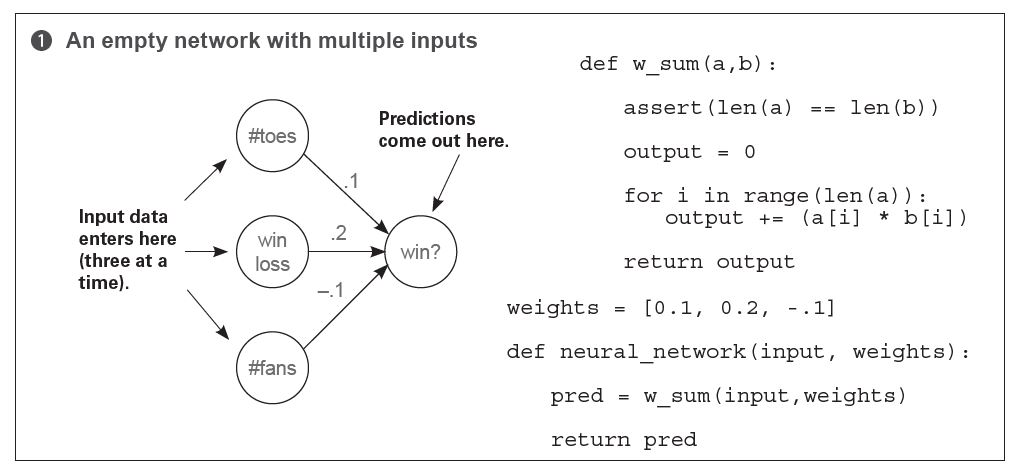 1 An empty network with multiple inputs
#toes
Predictions
come out here.
.1
Input data
enters here
(three at a
time).
win
loss
.2
win?
–.1
#fans
def w_sum(a,b):
assert(len(a) == len(b))
output = 0
for i in range(len(a)):
output += (a[i] * b[i])
return output
weights = [0.1, 0.2, -.1]
def neural_network(input, weights):
pred = w_sum(input,weights)
return pred